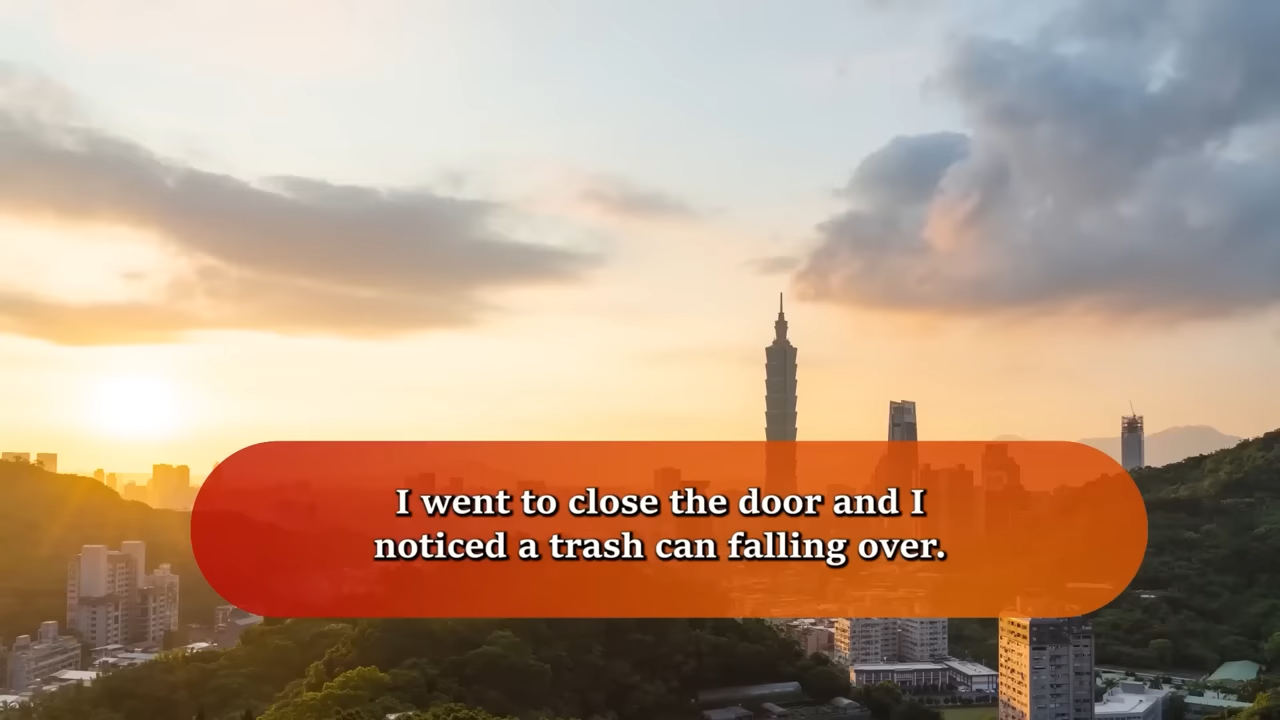 I went to close the door and I
noticed a trash can falling over.